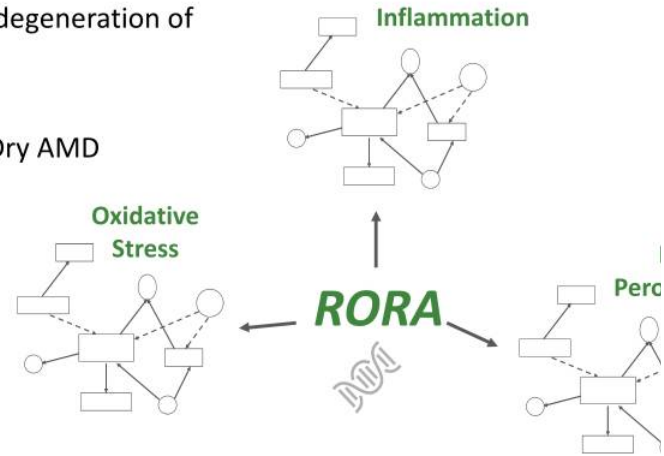 degeneration of
Inflammation
Dry AMD
Oxidative
Stress
RORA